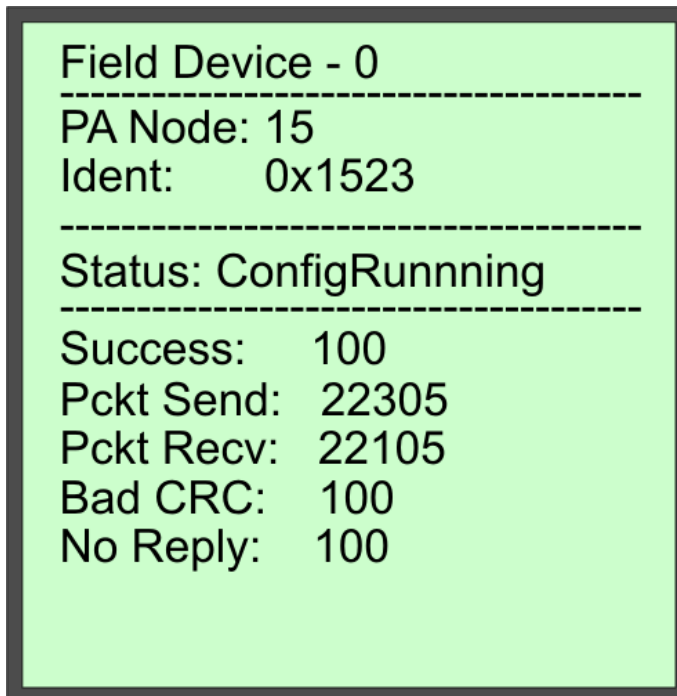 Field Device - 0
--------------------------------------
PA Node: 15
Ident: 0x1523
--------------------------------------
Status: ConfigRunnning
--------------------------------------
Success: 100
Pckt Send: 22305
Pckt Recv: 22105
Bad CRC: 100
No Reply: 100